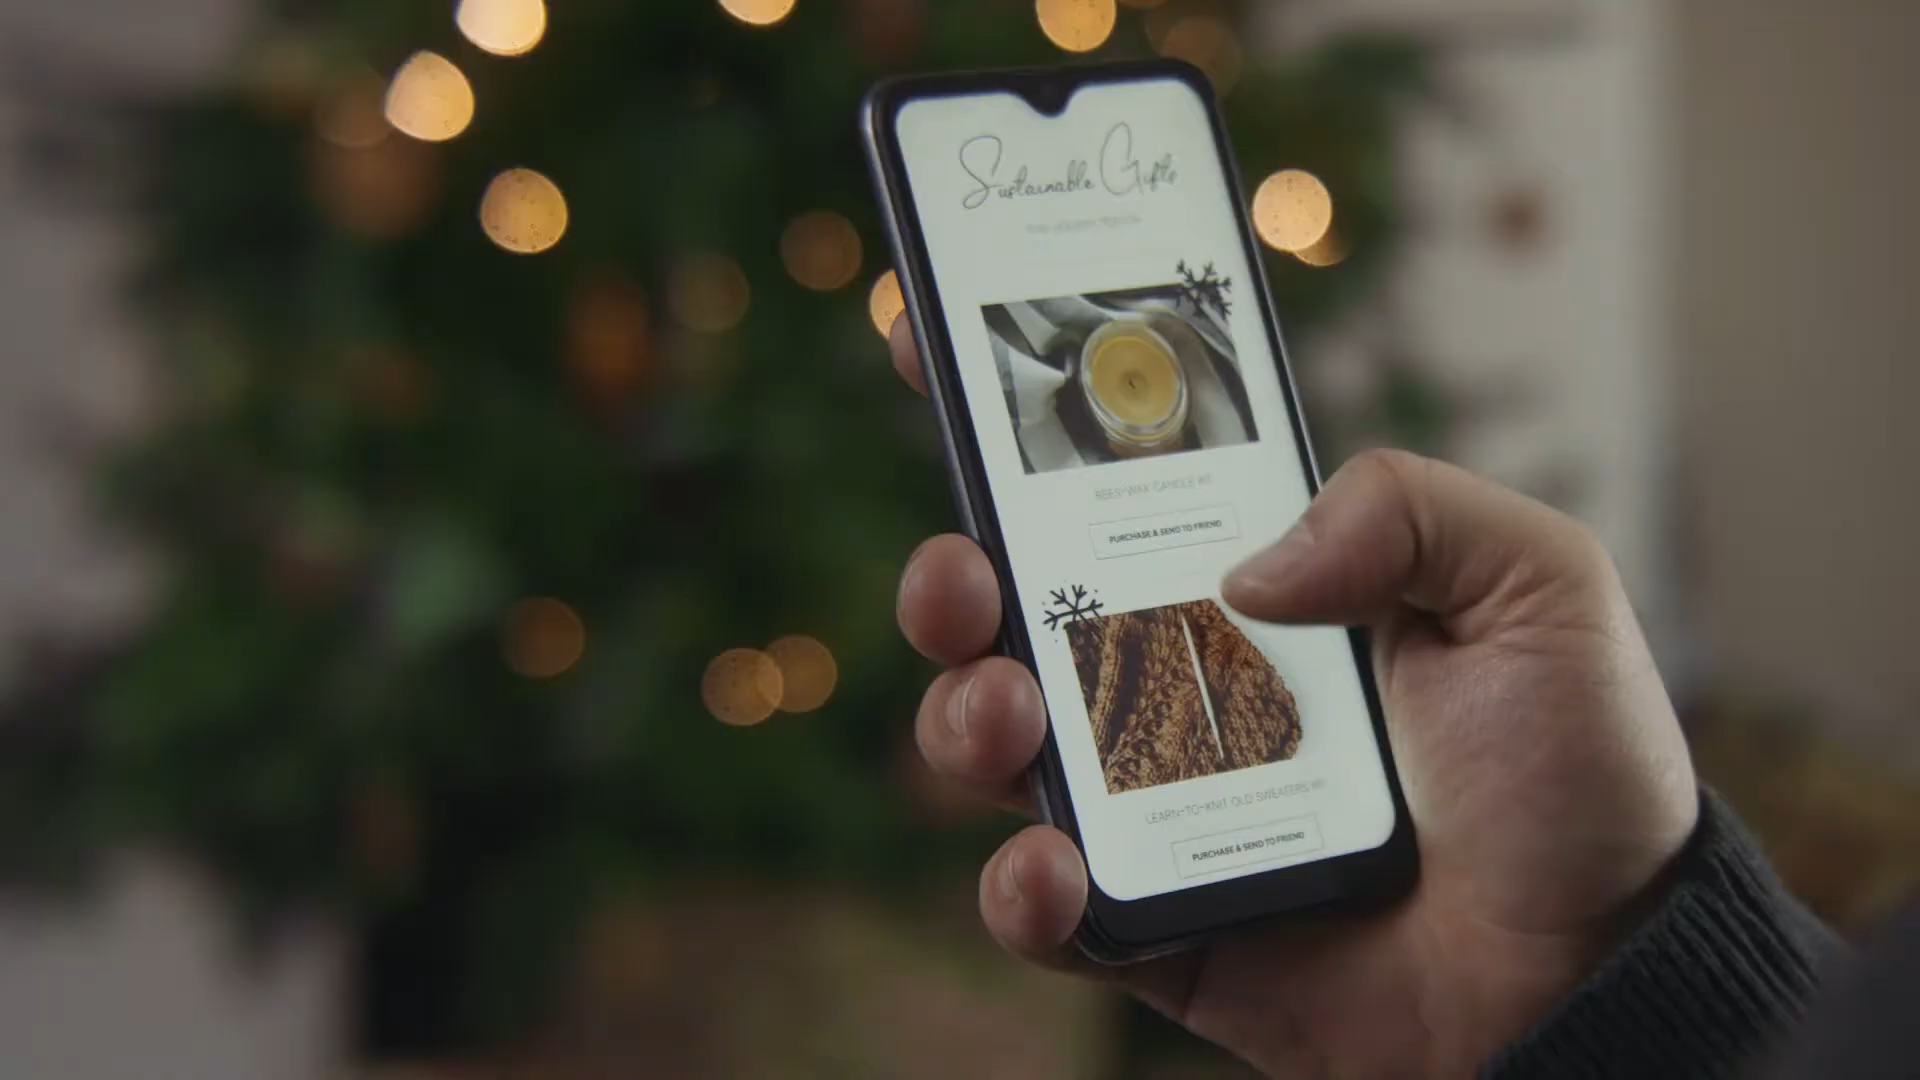 Sustainable Gifts
BEESWAX CANDLE KIT
PURCHASE & SEND TO FRIEND
LEARN-TO-KNIT OLD SWEATERS KIT
PURCHASE & SEND TO FRIEND